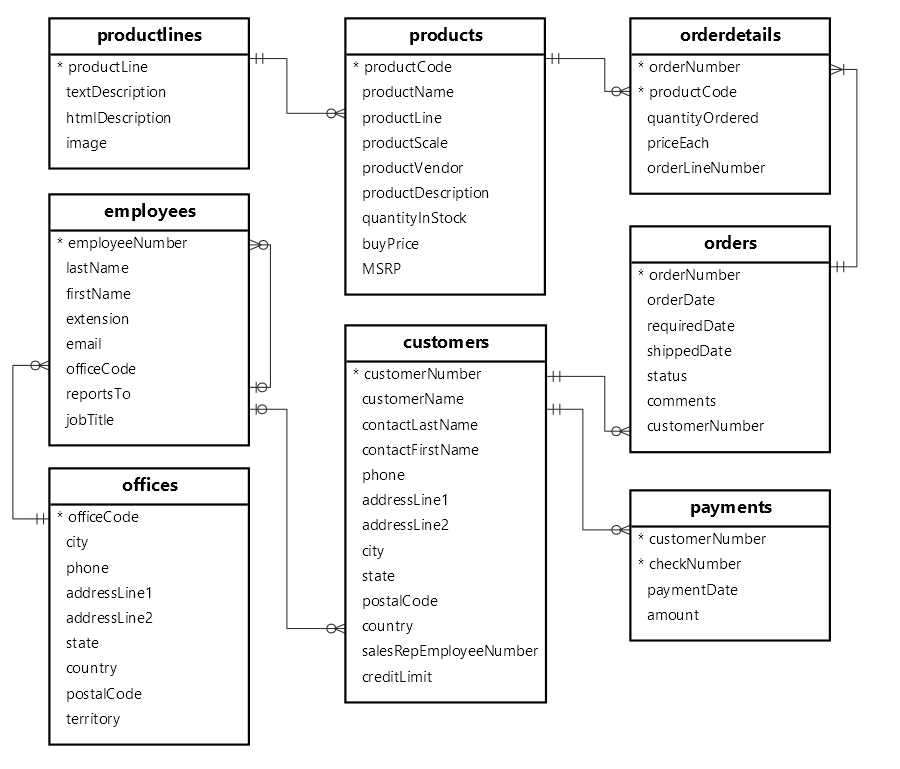 productlines
* productLine
textDescription
htmlDescription
image
products
* productCode
productName
productLine
productScale
productVendor
productDescription
quantityInStock
buyPrice
MSRP
orderdetails
* orderNumber
* productCode
quantityOrdered
priceEach
orderLineNumber
employees
* employeeNumber
lastName
firstName
extension
email
officeCode
reportsTo
jobTitle
customers
* customerNumber
customerName
contactLastName
contactFirstName
phone
addressLine1
addressLine2
city
state
postalCode
country
salesRepEmployeeNumber
creditLimit
orders
* orderNumber
orderDate
requiredDate
shippedDate
status
comments
customerNumber
offices
* officeCode
city
phone
addressLine1
addressLine2
state
country
postalCode
territory
payments
* customerNumber
* checkNumber
paymentDate
amount